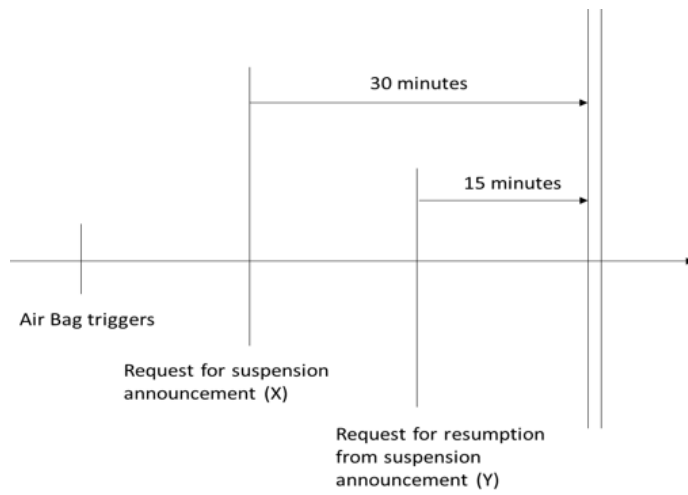 30 minutes
15 minutes
Air Bag triggers
Request for suspension
announcement (X)
Request for resumption
from suspension
announcement (Y)